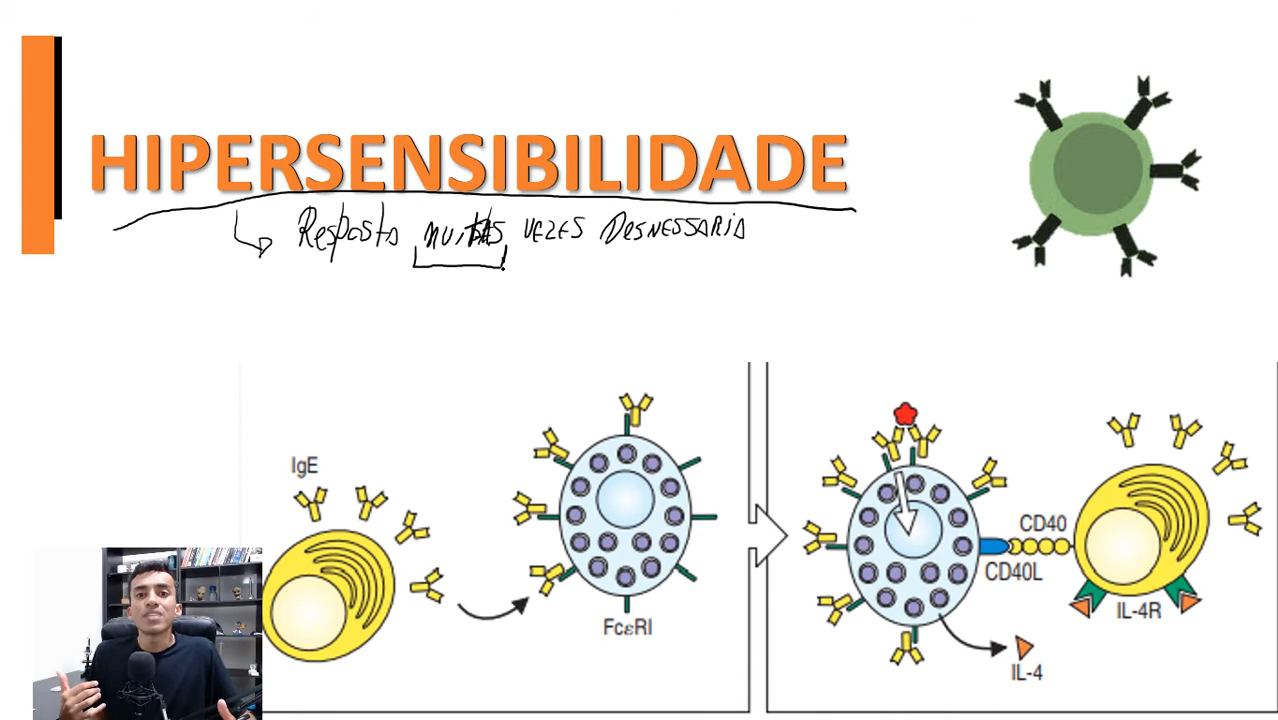 HIPERSENSIBILIDADE
Resposta muitas vezes Desnessaria
IgE
FcεRI
CD40
CD40L
IL-4R
IL-4